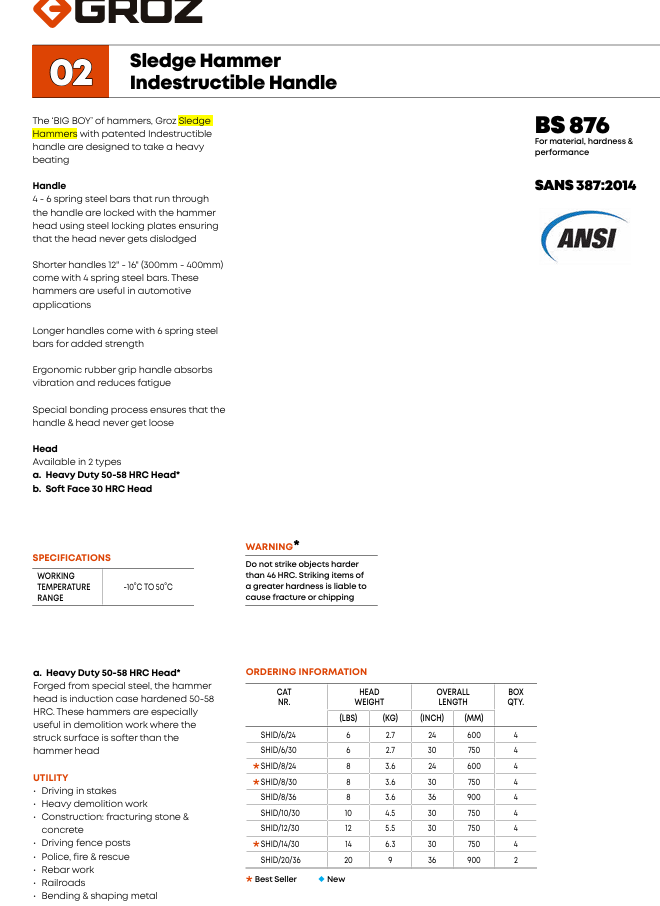 GROZ
02
Sledge Hammer
Indestructible Handle
The 'BIG BOY' of hammers, Groz Sledge
Hammers with patented Indestructible
handle are designed to take a heavy
beating
Handle
4 - 6 spring steel bars that run through
the handle are locked with the hammer
head using steel locking plates ensuring
that the head never gets dislodged
Shorter handles 12" - 16" (300mm - 400mm)
come with 4 spring steel bars. These
hammers are useful in automotive
applications
Longer handles come with 6 spring steel
bars for added strength
Ergonomic rubber grip handle absorbs
vibration and reduces fatigue
Special bonding process ensures that the
handle & head never get loose
Head
Available in 2 types
a. Heavy Duty 50-58 HRC Head*
b. Soft Face 30 HRC Head
BS 876
For material, hardness &
performance
SANS 387:2014
ANSI
SPECIFICATIONS
WORKING
TEMPERATURE
RANGE
-10°C TO 50°C
WARNING*
Do not strike objects harder
than 46 HRC. Striking items of
a greater hardness is liable to
cause fracture or chipping
a. Heavy Duty 50-58 HRC Head*
Forged from special steel, the hammer
head is induction case hardened 50-58
HRC. These hammers are especially
useful in demolition work where the
struck surface is softer than the
hammer head
UTILITY
· Driving in stakes
· Heavy demolition work
· Construction: fracturing stone &
concrete
· Driving fence posts
· Police, fire & rescue
· Rebar work
· Railroads
· Bending & shaping metal
ORDERING INFORMATION
CAT NR. HEAD WEIGHT OVERALL LENGTH BOX QTY.
(LBS) (KG) (INCH) (MM)
SHID/6/24 6 2.7 24 600 4
SHID/6/30 6 2.7 30 750 4
★SHID/8/24 8 3.6 24 600 4
★SHID/8/30 8 3.6 30 750 4
SHID/8/36 8 3.6 36 900 4
SHID/10/30 10 4.5 30 750 4
SHID/12/30 12 5.5 30 750 4
★SHID/14/30 14 6.3 30 750 4
SHID/20/36 20 9 36 900 2
★ Best Seller ◆ New